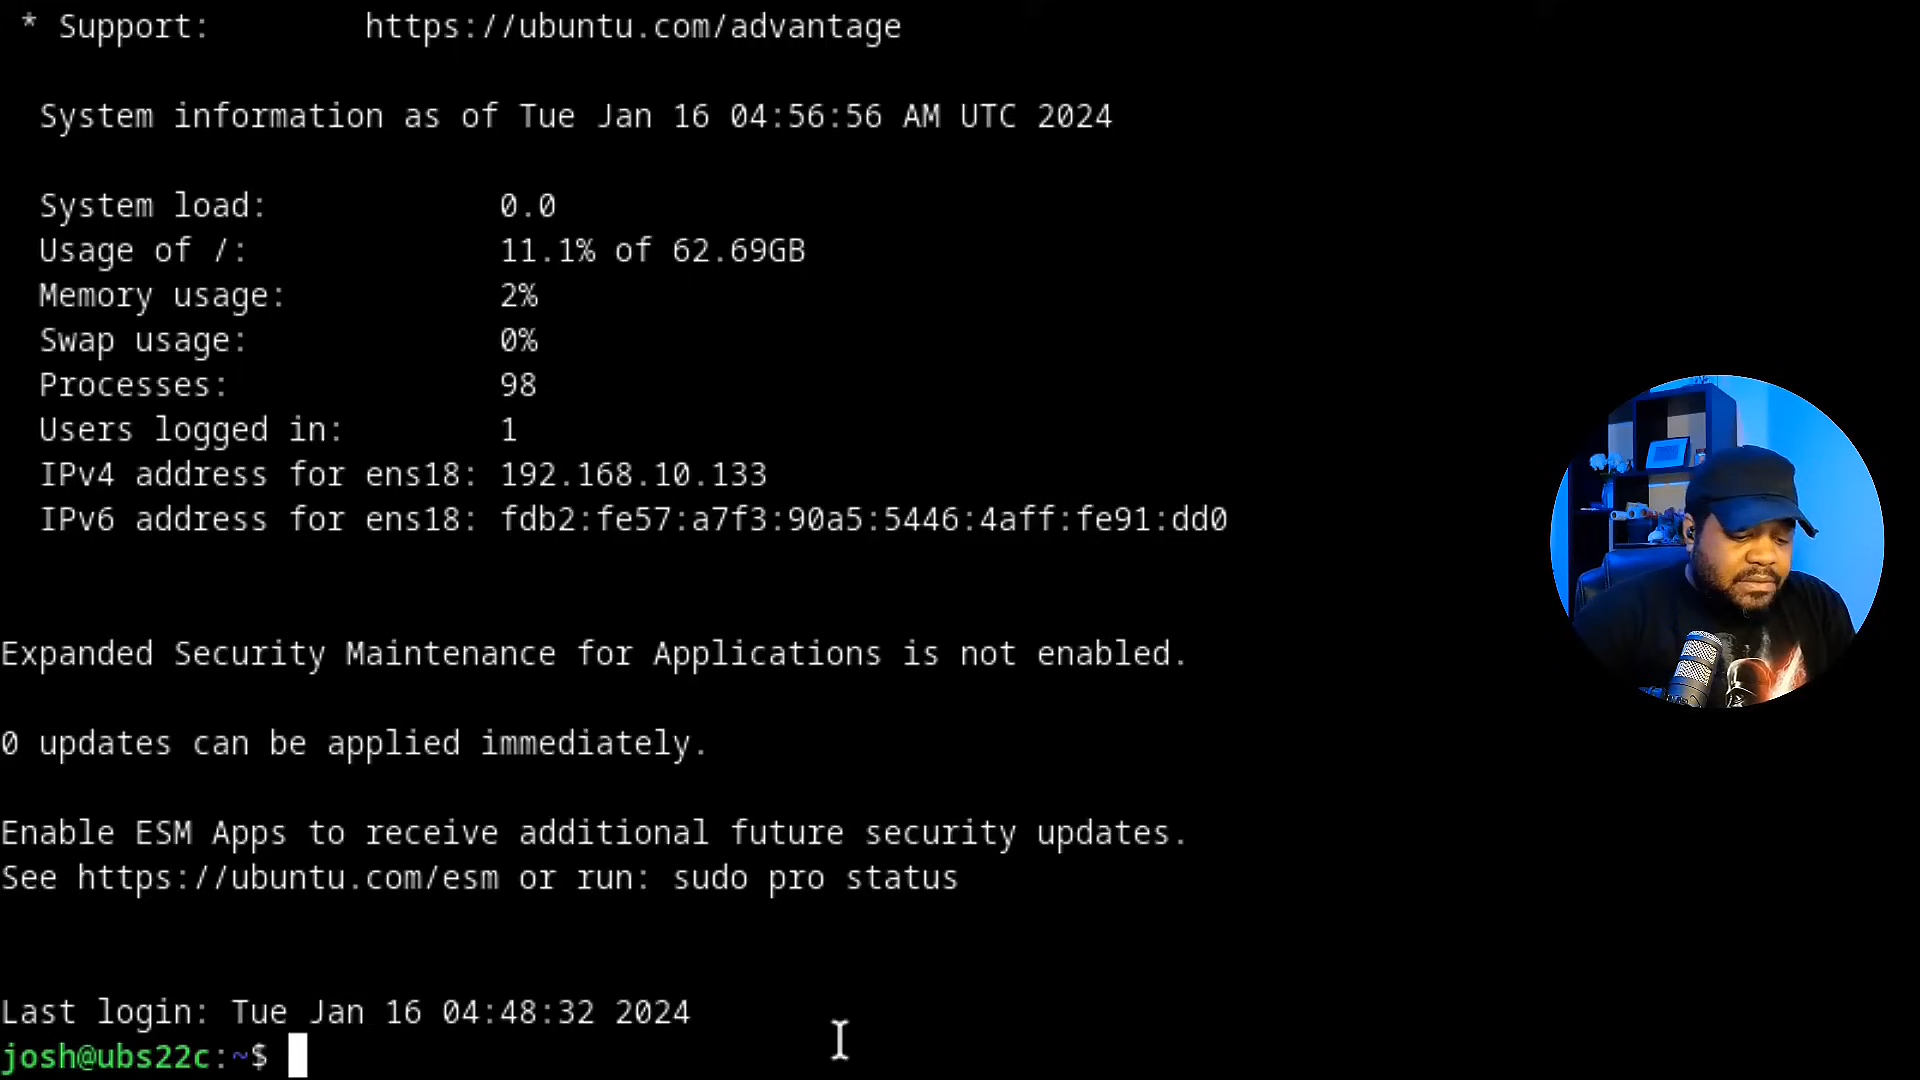 * Support: https://ubuntu.com/advantage
System information as of Tue Jan 16 04:56:56 AM UTC 2024
System load: 0.0
Usage of /: 11.1% of 62.69GB
Memory usage: 2%
Swap usage: 0%
Processes: 98
Users logged in: 1
IPv4 address for ens18: 192.168.10.133
IPv6 address for ens18: fdb2:fe57:a7f3:90a5:5446:4aff:fe91:dd0
Expanded Security Maintenance for Applications is not enabled.
0 updates can be applied immediately.
Enable ESM Apps to receive additional future security updates.
See https://ubuntu.com/esm or run: sudo pro status
Last login: Tue Jan 16 04:48:32 2024
josh@ubs22c:~$